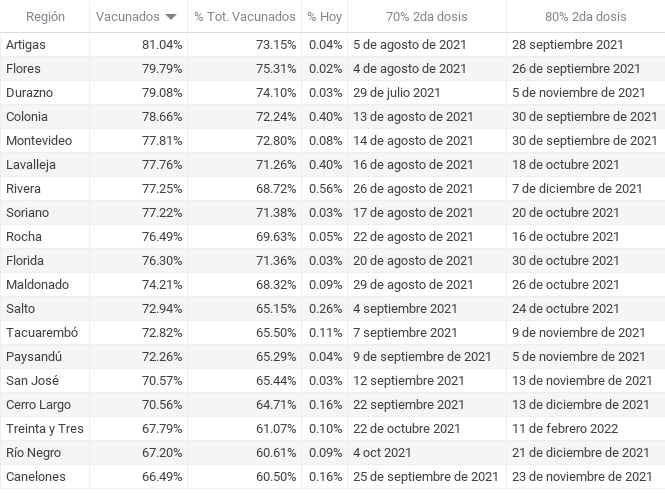 Región Vacunados % Tot. Vacunados % Hoy 70% 2da dosis 80% 2da dosis
Artigas 81.04% 73.15% 0.04% 5 de agosto de 2021 28 septiembre 2021
Flores 79.79% 75.31% 0.02% 4 de agosto de 2021 26 de septiembre 2021
Durazno 79.08% 74.10% 0.03% 29 de julio 2021 5 de noviembre de 2021
Colonia 78.66% 72.24% 0.40% 13 de agosto de 2021 30 de septiembre de 2021
Montevideo 77.81% 72.80% 0.08% 14 de agosto de 2021 30 de septiembre de 2021
Lavalleja 77.76% 71.26% 0.40% 16 de agosto de 2021 18 de octubre 2021
Rivera 77.25% 68.72% 0.56% 26 de agosto de 2021 7 de diciembre de 2021
Soriano 77.22% 71.38% 0.03% 17 de agosto de 2021 20 de octubre 2021
Rocha 76.49% 69.63% 0.05% 22 de agosto de 2021 16 de octubre 2021
Florida 76.30% 71.36% 0.03% 20 de agosto de 2021 30 de octubre 2021
Maldonado 74.21% 68.32% 0.09% 29 de agosto de 2021 26 de octubre 2021
Salto 72.94% 65.15% 0.26% 4 septiembre 2021 24 de octubre 2021
Tacuarembó 72.82% 65.50% 0.11% 7 septiembre 2021 9 de noviembre de 2021
Paysandú 72.26% 65.29% 0.04% 9 de septiembre de 2021 5 de noviembre de 2021
San José 70.57% 65.44% 0.03% 12 septiembre 2021 13 de noviembre de 2021
Cerro Largo 70.56% 64.71% 0.16% 22 septiembre 2021 13 de diciembre de 2021
Treinta y Tres 67.79% 61.07% 0.10% 22 de octubre 2021 11 de febrero 2022
Río Negro 67.20% 60.61% 0.09% 4 oct 2021 21 de diciembre de 2021
Canelones 66.49% 60.50% 0.16% 25 de septiembre de 2021 23 de noviembre de 2021